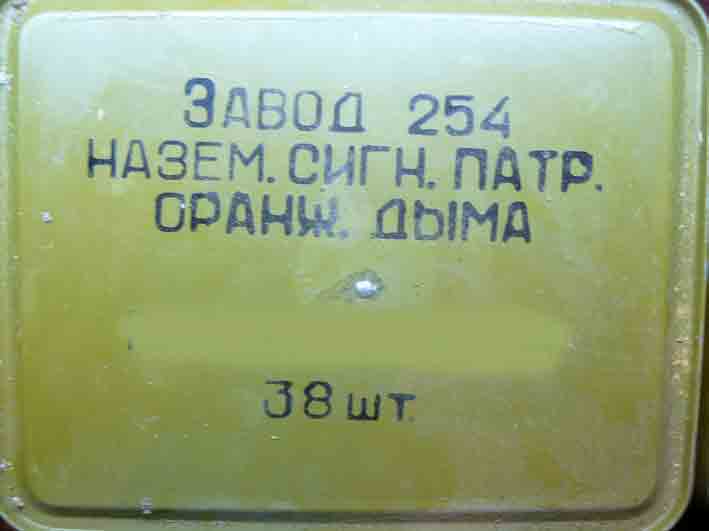 ЗАВОД 254
НАЗЕМ. СИГН. ПАТР.
ОРАНЖ. ДЫМА
38 шт.